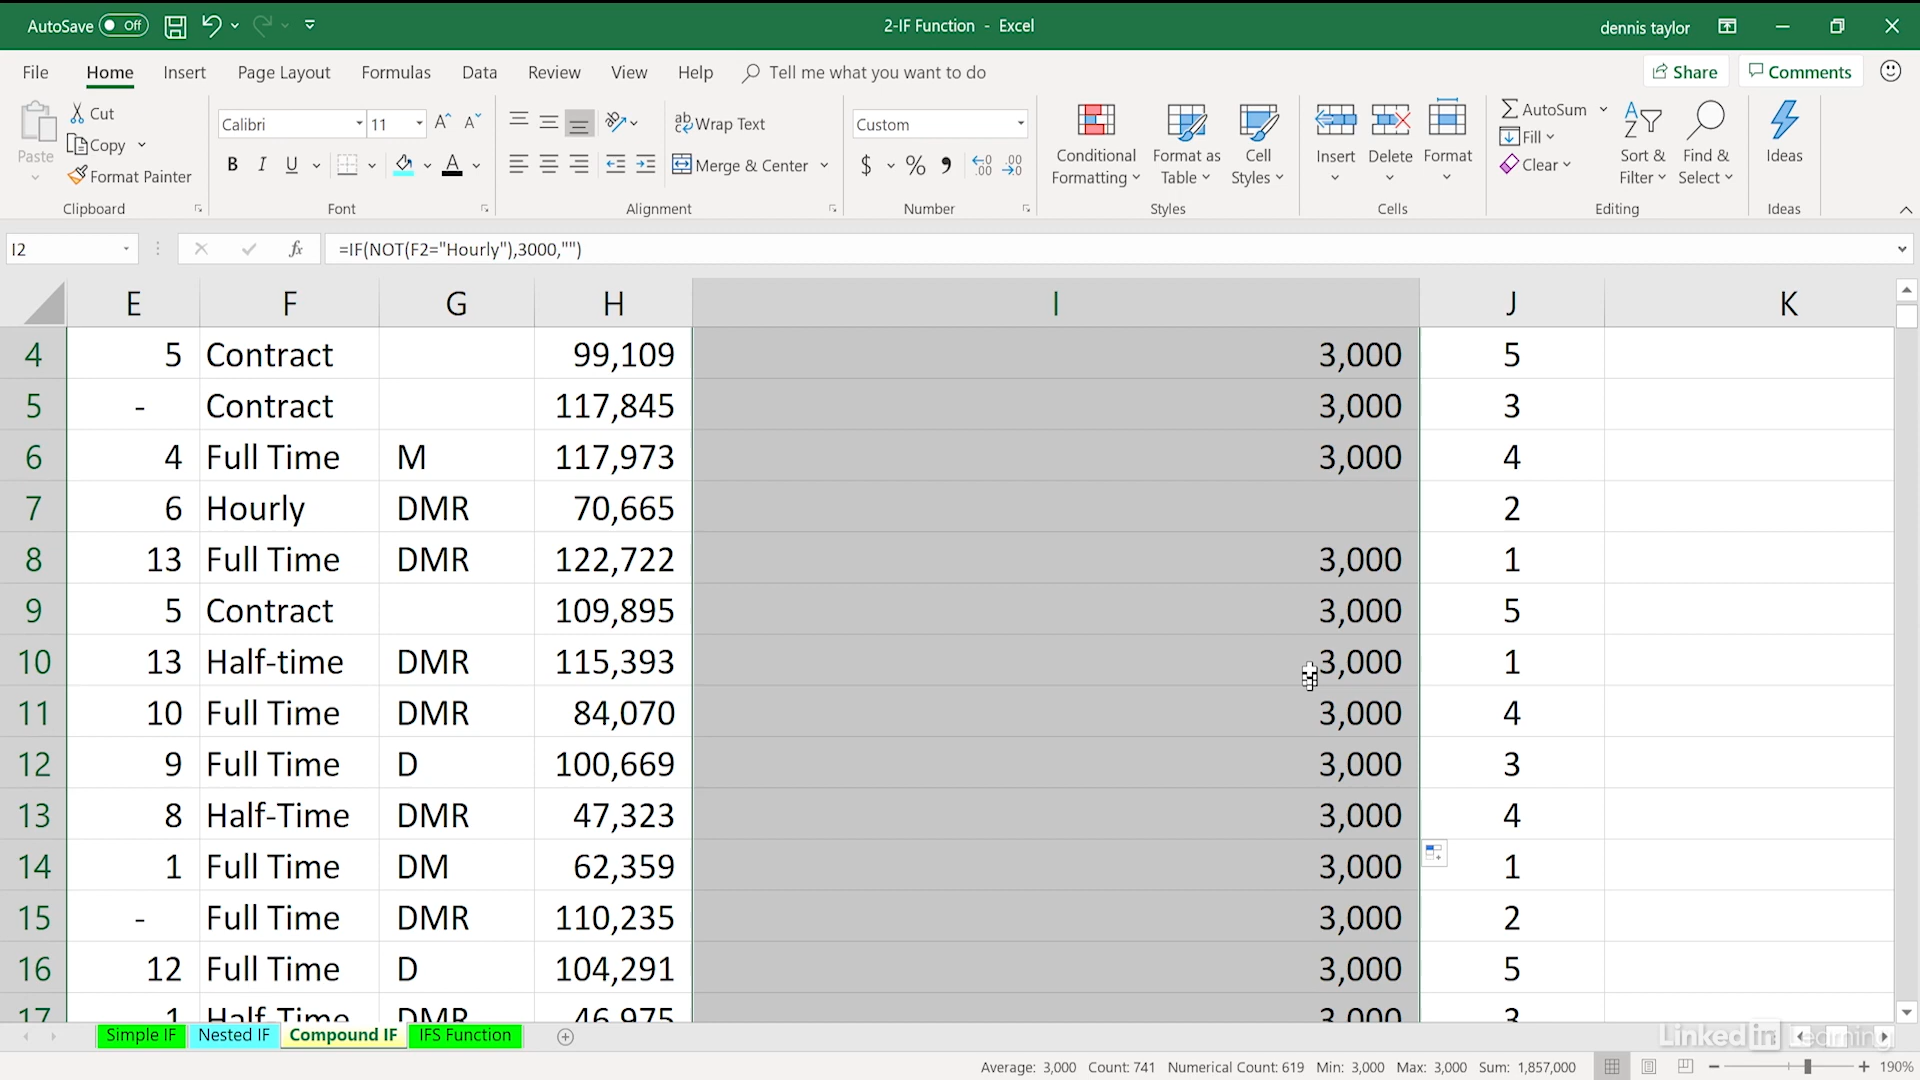 AutoSave Off
2-IF Function - Excel
dennis taylor
File Home Insert Page Layout Formulas Data Review View Help Tell me what you want to do Share Comments
Paste Cut Copy Format Painter Clipboard
Calibri 11 B I U A Font
Wrap Text Merge & Center Alignment
Custom $ % Number
Conditional Formatting Format as Table Cell Styles Styles
Insert Delete Format Cells
AutoSum Fill Clear Sort & Filter Find & Select Editing
Ideas Ideas
I2 fx =IF(NOT(F2="Hourly"),3000,"")
E F G H I J K
4 5 Contract 99,109 3,000 5
5 - Contract 117,845 3,000 3
6 4 Full Time M 117,973 3,000 4
7 6 Hourly DMR 70,665 2
8 13 Full Time DMR 122,722 3,000 1
9 5 Contract 109,895 3,000 5
10 13 Half-time DMR 115,393 3,000 1
11 10 Full Time DMR 84,070 3,000 4
12 9 Full Time D 100,669 3,000 3
13 8 Half-Time DMR 47,323 3,000 4
14 1 Full Time DM 62,359 3,000 1
15 - Full Time DMR 110,235 3,000 2
16 12 Full Time D 104,291 3,000 5
17 1 Half-Time DMR 46,975 3,000 3
Simple IF Nested IF Compound IF IFS Function
Linked in Learning
Average: 3,000 Count: 741 Numerical Count: 619 Min: 3,000 Max: 3,000 Sum: 1,857,000 190%